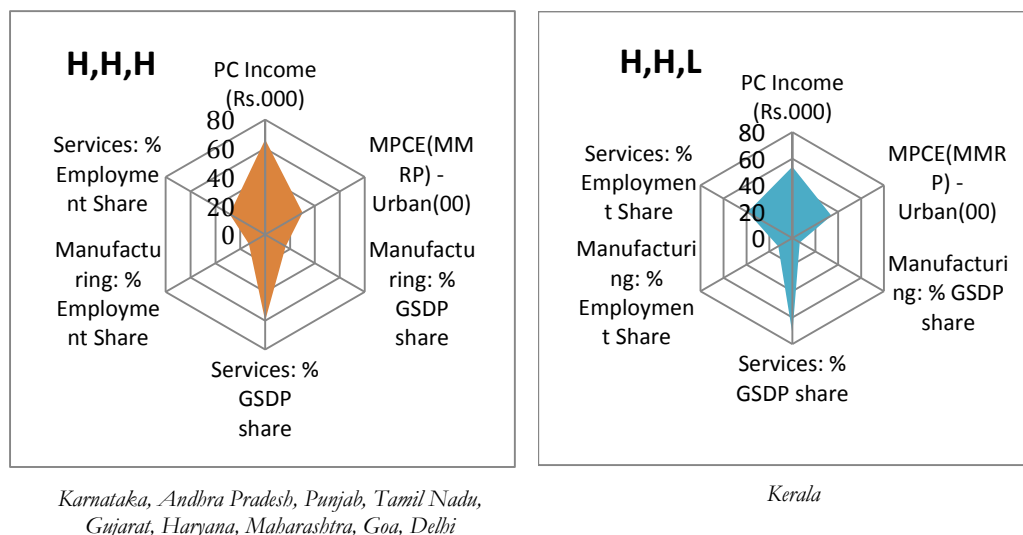 H,H,H
PC Income
(Rs.000)
80
60
40
20
0
MPCE(MM
RP) -
Urban(00)
Manufactu
ring: %
GSDP
share
Services: %
GSDP
share
Manufactu
ring: %
Employme
nt Share
Services: %
Employme
nt Share
Karnataka, Andhra Pradesh, Punjab, Tamil Nadu,
Gujarat, Haryana, Maharashtra, Goa, Delhi
H,H,L
PC Income
(Rs.000)
80
60
40
20
0
MPCE(MMR
P) -
Urban(00)
Manufacturi
ng: % GSDP
share
Services: %
GSDP share
Manufacturi
ng: %
Employmen
t Share
Services: %
Employmen
t Share
Kerala